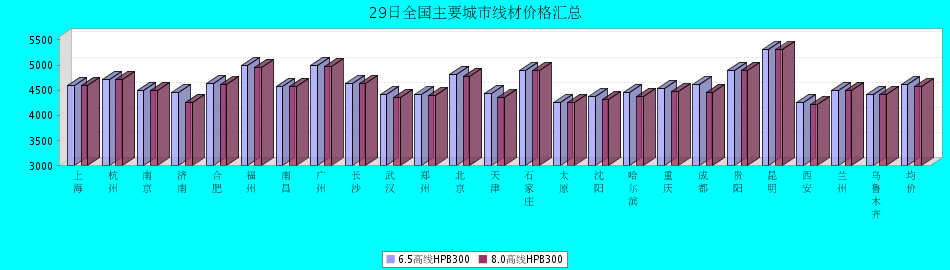 29日全国主要城市线材价格汇总
5500
5000
4500
4000
3500
3000
上海 杭州 南京 济南 合肥 福州 南昌 广州 长沙 武汉 郑州 北京 天津 石家庄 太原 沈阳 哈尔滨 重庆 成都 贵阳 昆明 西安 兰州 乌鲁木齐 均价
6.5高线HPB300 8.0高线HPB300